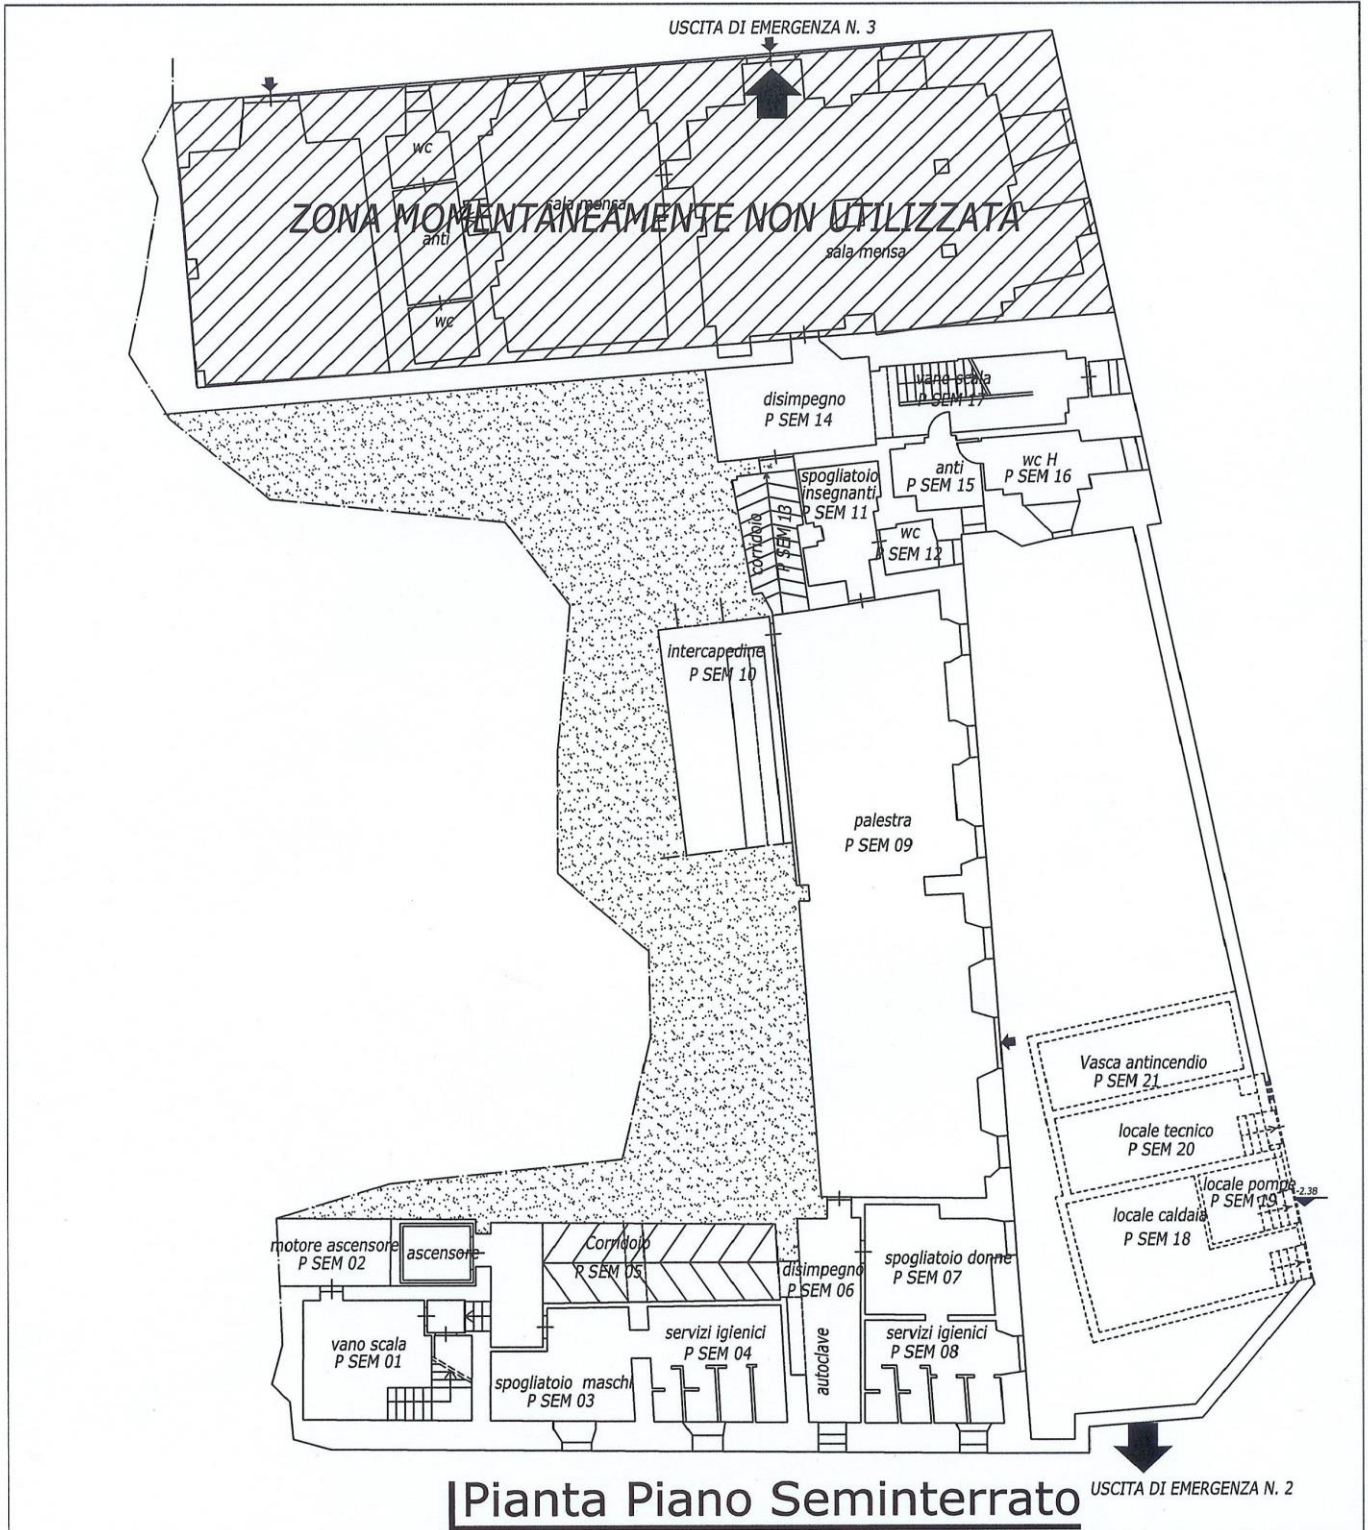 USCITA DI EMERGENZA N. 3
wc
sala mensa
ZONA MOMENTANEAMENTE NON UTILIZZATA
anti
sala mensa
wc
vano scala
P SEM 17
disimpegno
P SEM 14
anti
P SEM 15
wc H
P SEM 16
spogliatoio
insegnanti
P SEM 11
corridoio
P SEM 13
wc
P SEM 12
intercapedine
P SEM 10
palestra
P SEM 09
Vasca antincendio
P SEM 21
locale tecnico
P SEM 20
locale pompe
P SEM 19
-2.38
locale caldaia
P SEM 18
motore ascensore
P SEM 02
ascensore
Corridoio
P SEM 05
disimpegno
P SEM 06
spogliatoio donne
P SEM 07
vano scala
P SEM 01
servizi igienici
P SEM 04
servizi igienici
P SEM 08
autoclave
spogliatoio maschi
P SEM 03
Pianta Piano Seminterrato
USCITA DI EMERGENZA N. 2